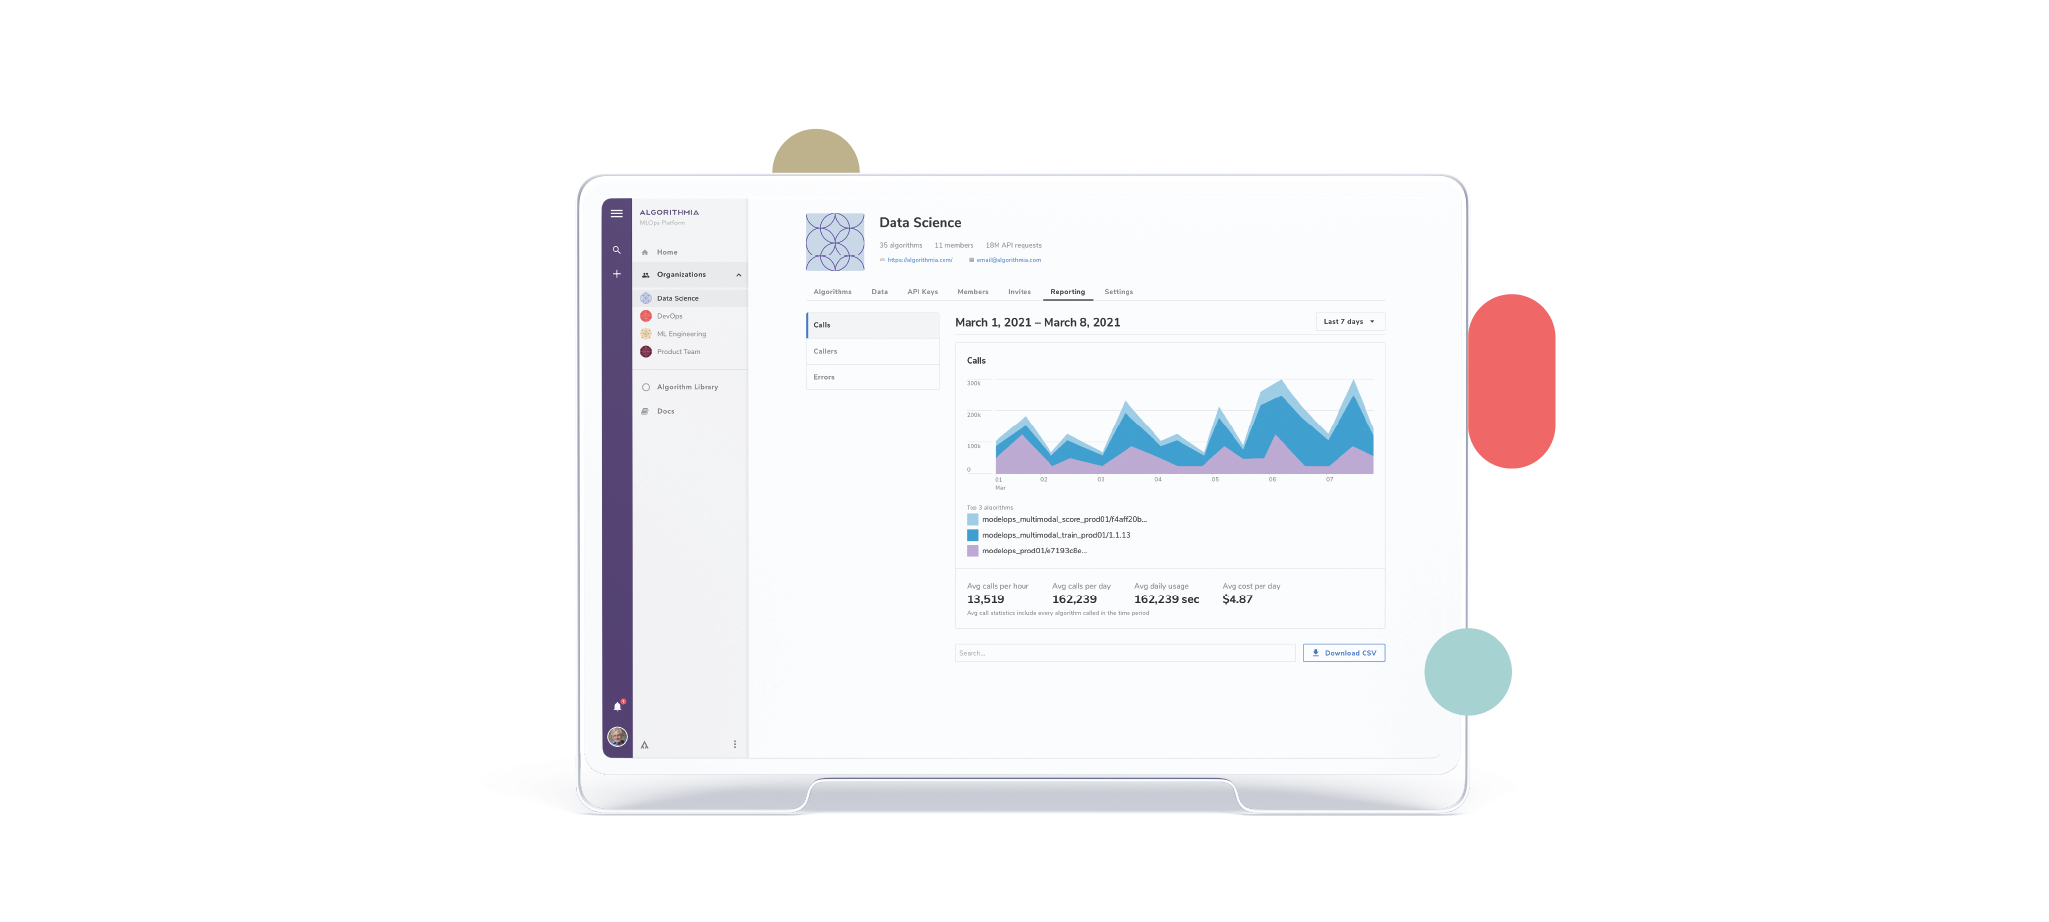 ALGORITHMIA
MLOps Platform
Home
Organizations
Data Science
DevOps
ML Engineering
Product Team
Algorithm Library
Docs
Data Science
35 algorithms 11 members 18M API requests
https://algorithmia.com/ email@algorithmia.com
Algorithms Data API Keys Members Invites Reporting Settings
Calls
Callers
Errors
March 1, 2021 – March 8, 2021 Last 7 days
Calls
300k
200k
100k
0
01 02 03 04 05 06 07
Mar
Top 3 algorithms
modelops_multimodal_score_prod01/f4aff20b...
modelops_multimodal_train_prod01/1.1.13
modelops_prod01/e7193c8e...
Avg calls per hour Avg calls per day Avg daily usage Avg cost per day
13,519 162,239 162,239 sec $4.87
Avg call statistics include every algorithm called in the time period
Search... Download CSV